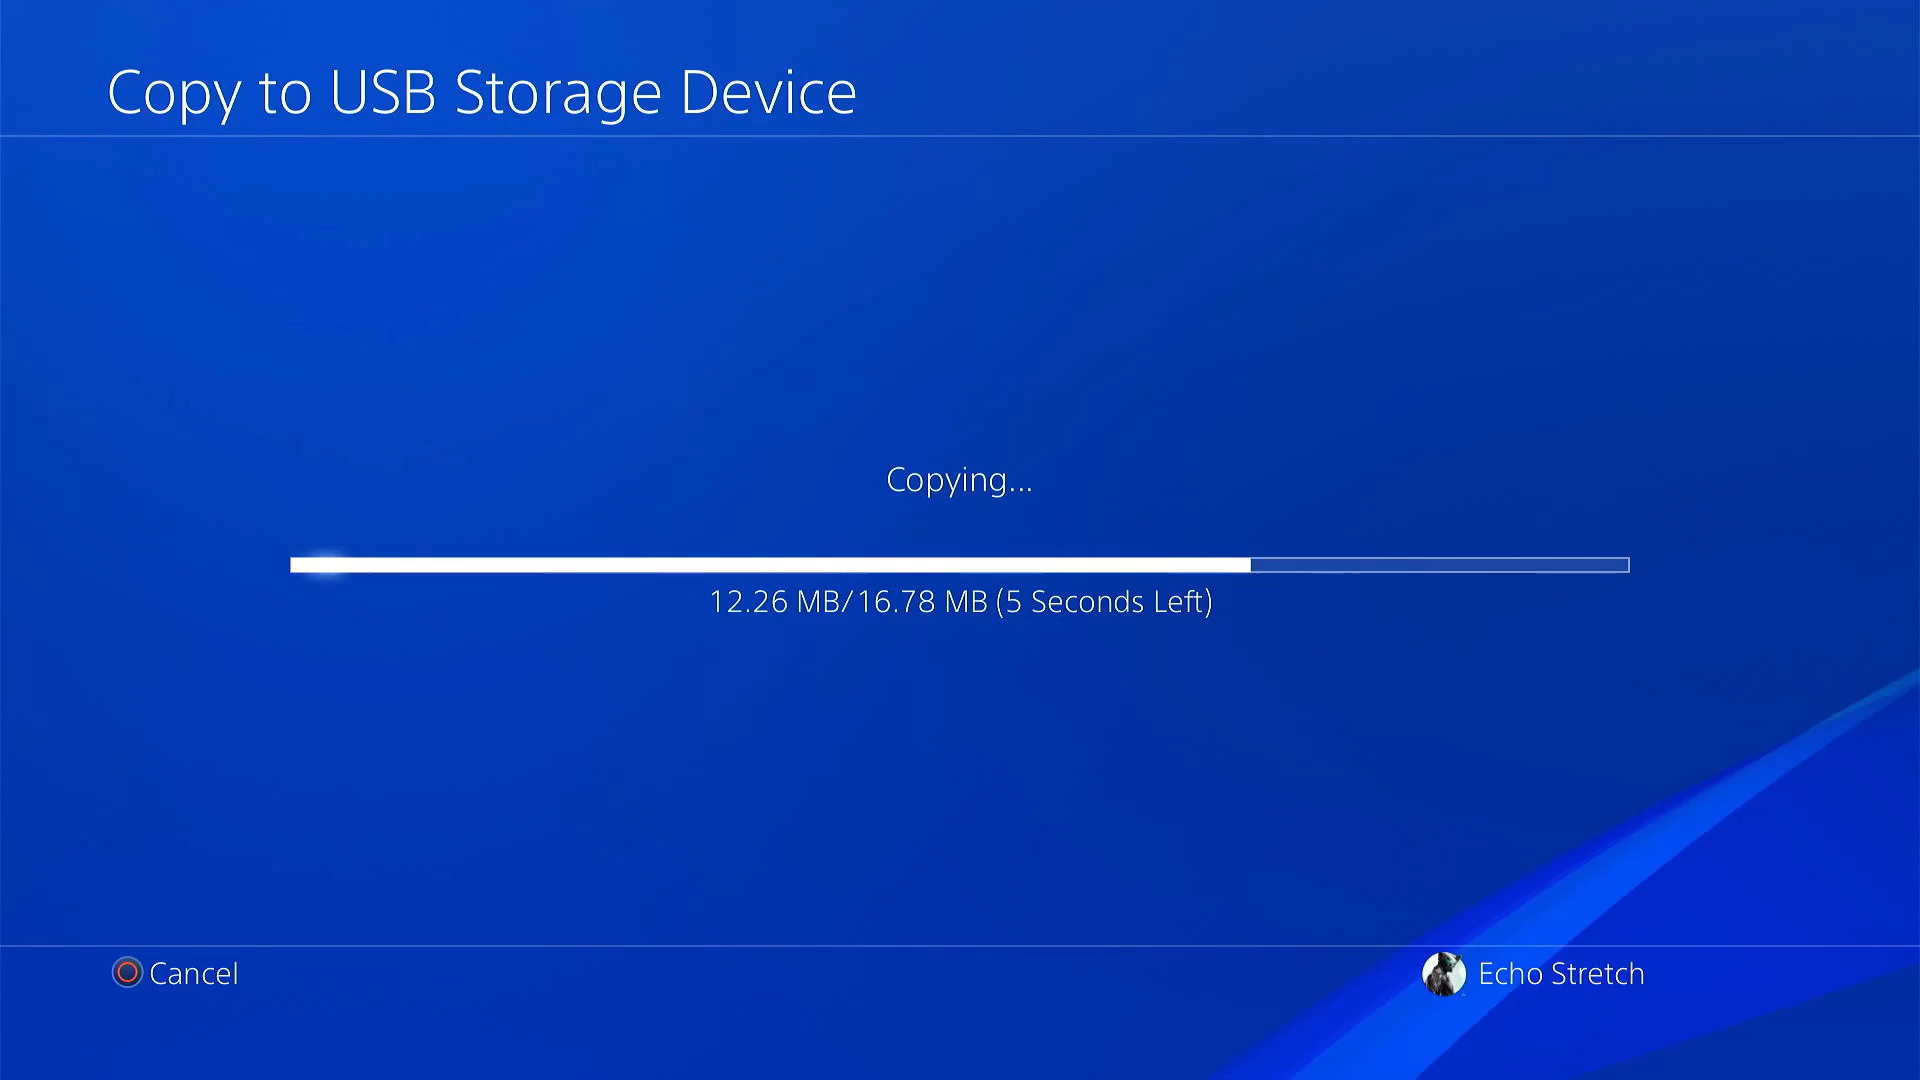 Copy to USB Storage Device
Copying...
12.26 MB/16.78 MB (5 Seconds Left)
Cancel
Echo Stretch